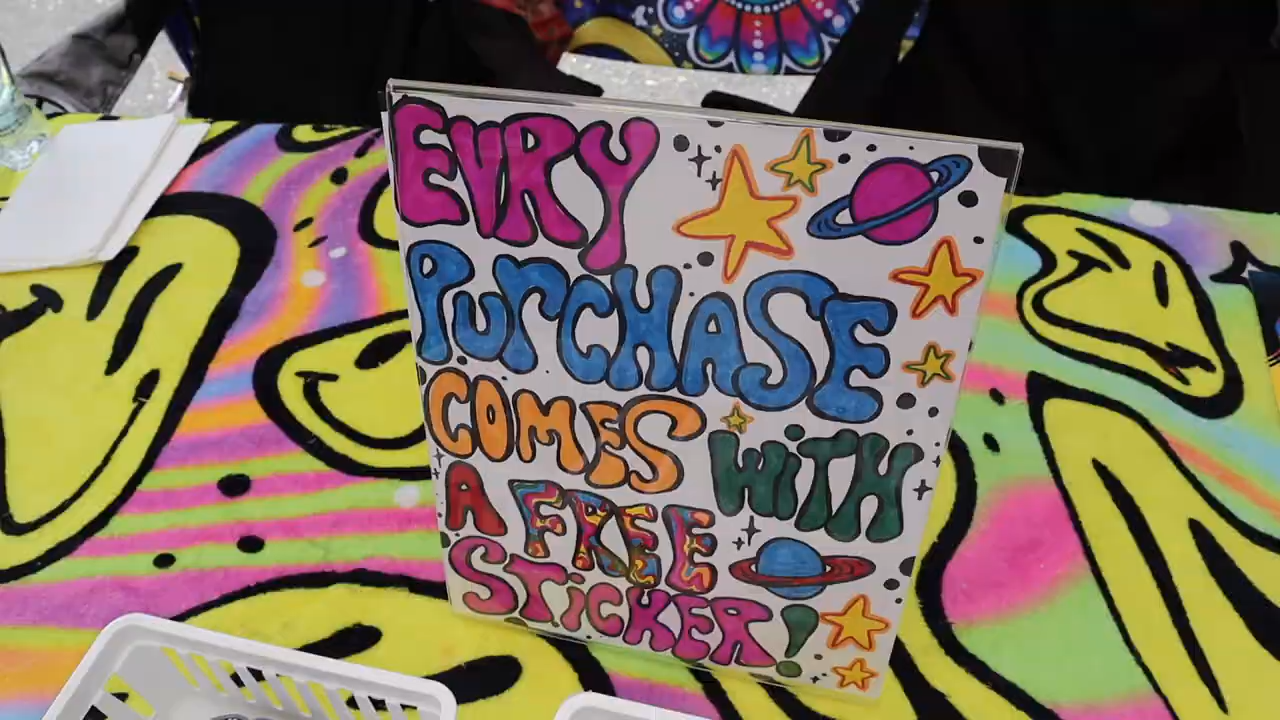 EVRY
PURCHASE
COMES WiTH
A FREE
STiCKER!